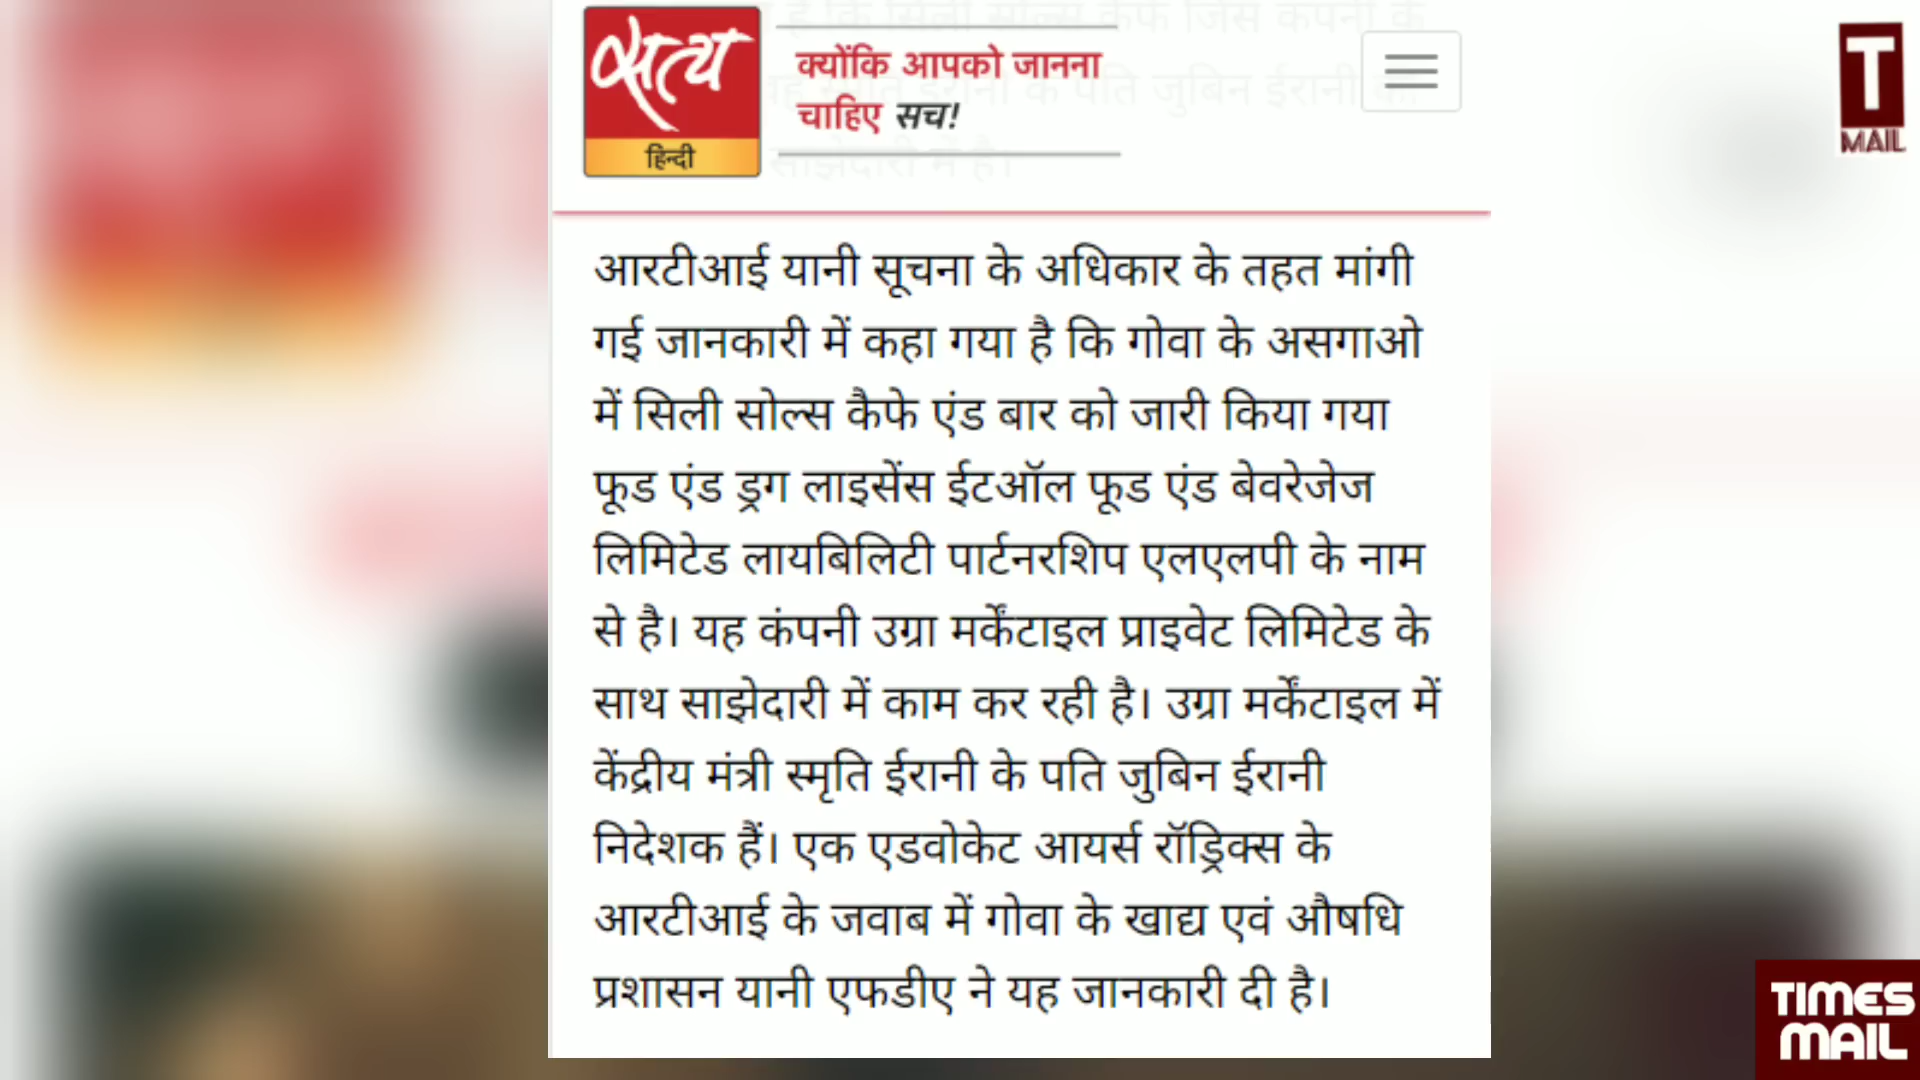 सत्य
हिन्दी
क्योंकि आपको जानना
चाहिए सच!
साझेदारी में है।
T
MAIL
आरटीआई यानी सूचना के अधिकार के तहत मांगी
गई जानकारी में कहा गया है कि गोवा के असगाओ
में सिली सोल्स कैफे एंड बार को जारी किया गया
फूड एंड ड्रग लाइसेंस ईटऑल फूड एंड बेवरेजेज
लिमिटेड लायबिलिटी पार्टनरशिप एलएलपी के नाम
से है। यह कंपनी उग्रा मर्केंटाइल प्राइवेट लिमिटेड के
साथ साझेदारी में काम कर रही है। उग्रा मर्केंटाइल में
केंद्रीय मंत्री स्मृति ईरानी के पति जुबिन ईरानी
निदेशक हैं। एक एडवोकेट आयर्स रॉड्रिक्स के
आरटीआई के जवाब में गोवा के खाद्य एवं औषधि
प्रशासन यानी एफडीए ने यह जानकारी दी है।
TIMES
MAIL